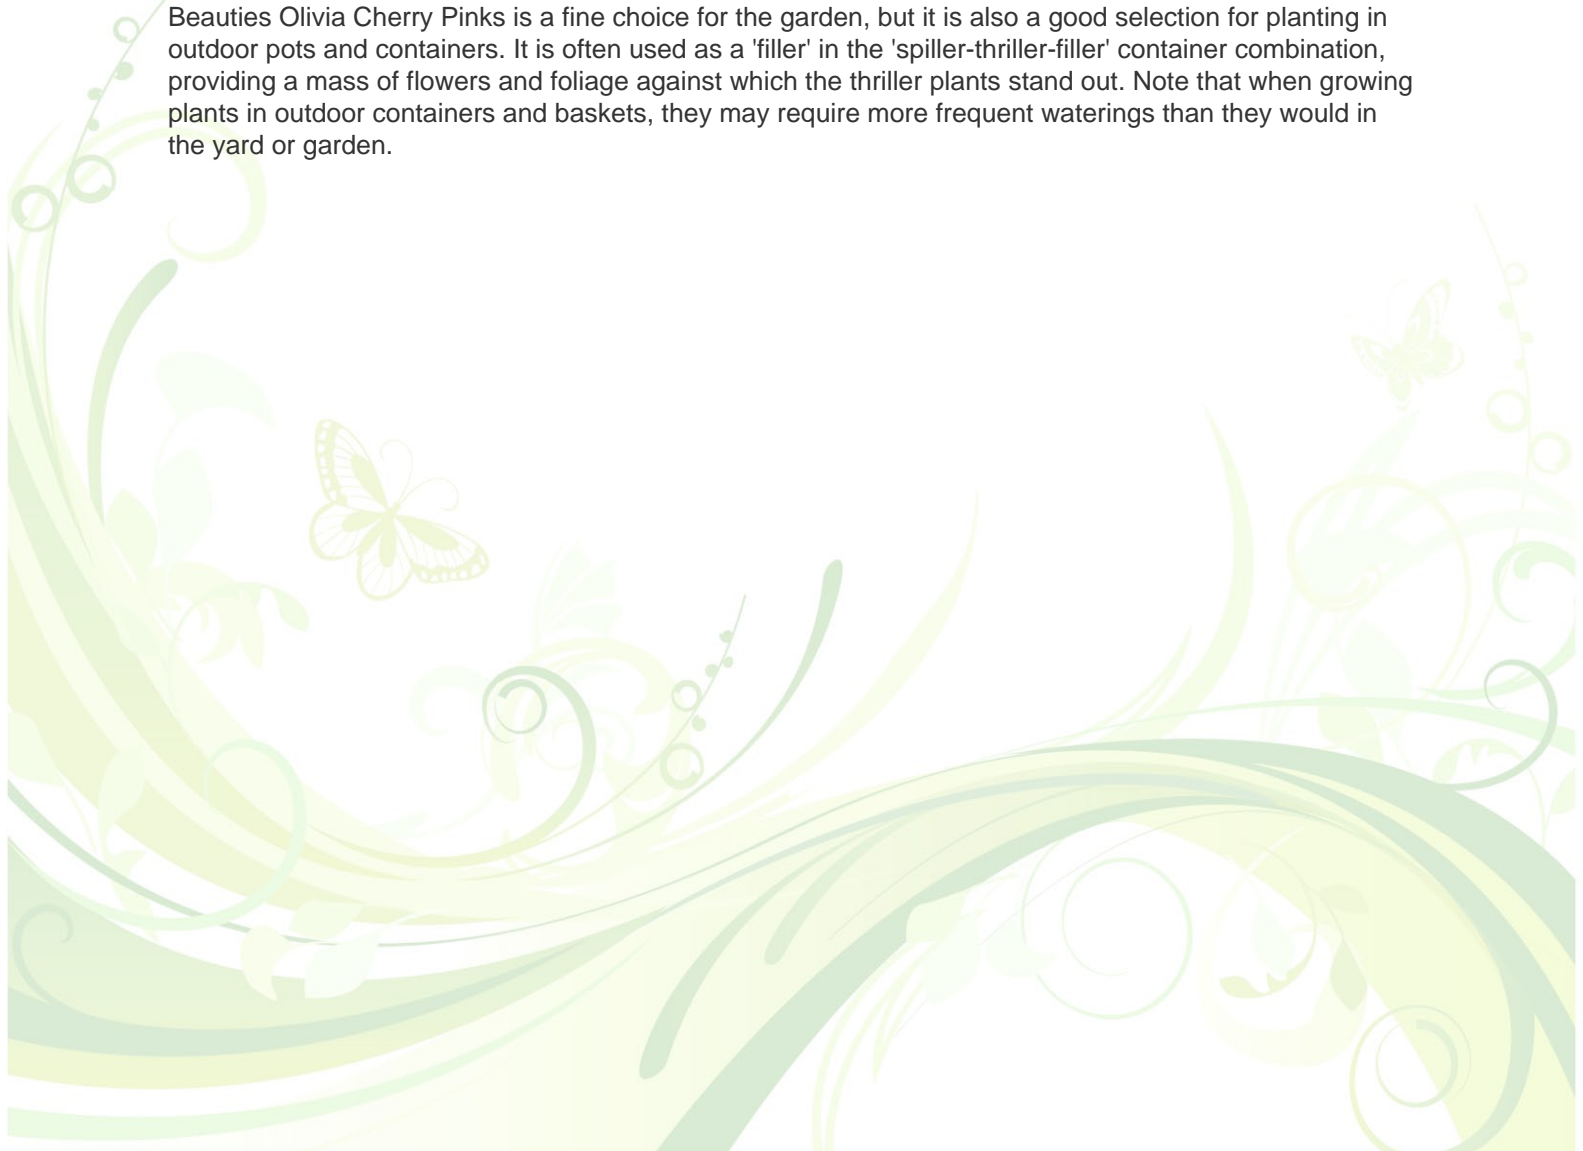 Beauties Olivia Cherry Pinks is a fine choice for the garden, but it is also a good selection for planting in
outdoor pots and containers. It is often used as a 'filler' in the 'spiller-thriller-filler' container combination,
providing a mass of flowers and foliage against which the thriller plants stand out. Note that when growing
plants in outdoor containers and baskets, they may require more frequent waterings than they would in
the yard or garden.